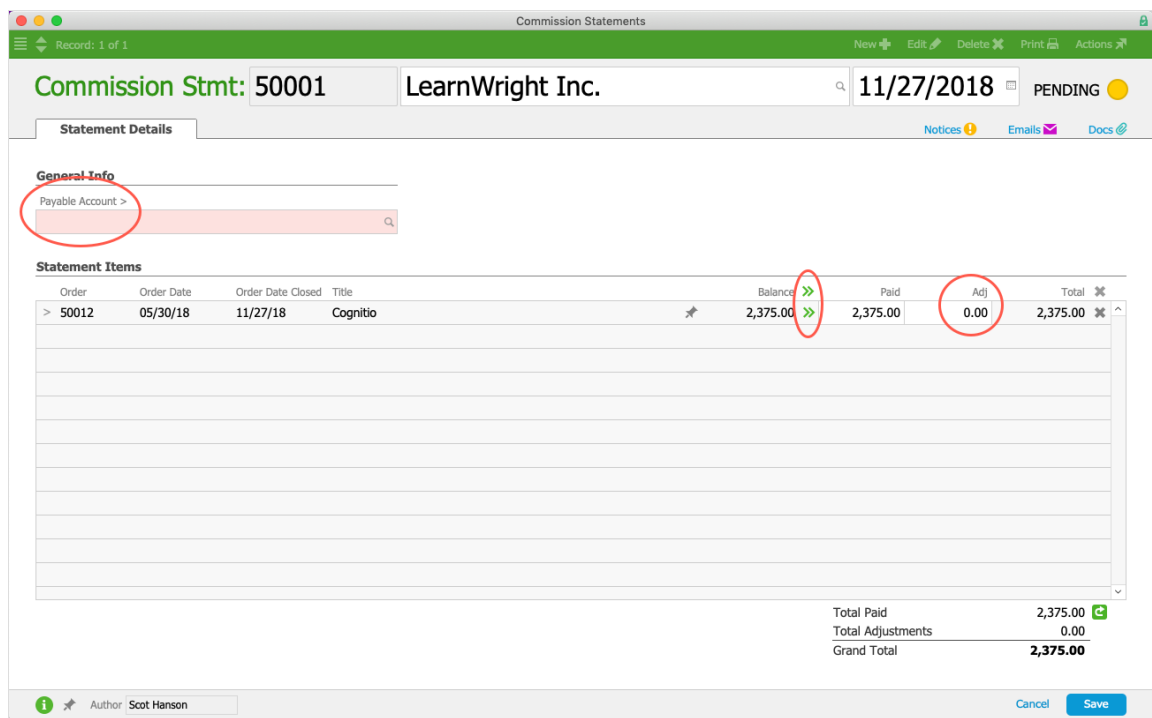 Commission Statements
Record: 1 of 1 New Edit Delete Print Actions
Commission Stmt: 50001 LearnWright Inc. 11/27/2018 PENDING
Statement Details Notices Emails Docs
General Info
Payable Account >
Statement Items
Order Order Date Order Date Closed Title Balance Paid Adj Total
> 50012 05/30/18 11/27/18 Cognitio 2,375.00 2,375.00 0.00 2,375.00
Total Paid 2,375.00
Total Adjustments 0.00
Grand Total 2,375.00
Author Scot Hanson Cancel Save